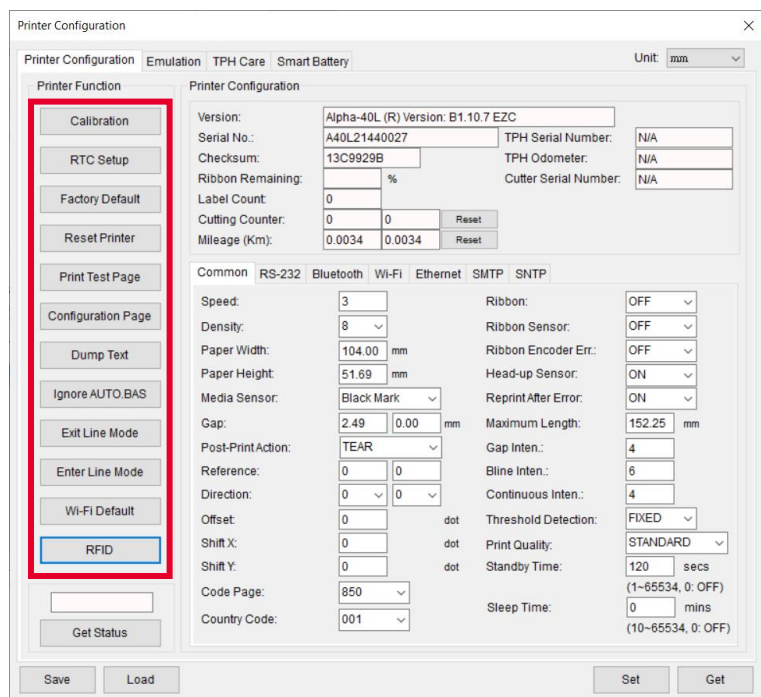 Printer Configuration
Printer Configuration Emulation TPH Care Smart Battery Unit: mm
Printer Function
Calibration
RTC Setup
Factory Default
Reset Printer
Print Test Page
Configuration Page
Dump Text
Ignore AUTO.BAS
Exit Line Mode
Enter Line Mode
Wi-Fi Default
RFID
Get Status
Printer Configuration
Version: Alpha-40L (R) Version: B1.10.7 EZC
Serial No.: A40L21440027 TPH Serial Number: N/A
Checksum: 13C9929B TPH Odometer: N/A
Ribbon Remaining: % Cutter Serial Number: N/A
Label Count: 0
Cutting Counter: 0 0 Reset
Mileage (Km): 0.0034 0.0034 Reset
Common RS-232 Bluetooth Wi-Fi Ethernet SMTP SNTP
Speed: 3 Ribbon: OFF
Density: 8 Ribbon Sensor: OFF
Paper Width: 104.00 mm Ribbon Encoder Err.: OFF
Paper Height: 51.69 mm Head-up Sensor: ON
Media Sensor: Black Mark Reprint After Error: ON
Gap: 2.49 0.00 mm Maximum Length: 152.25 mm
Post-Print Action: TEAR Gap Inten.: 4
Reference: 0 0 Bline Inten.: 6
Direction: 0 0 Continuous Inten.: 4
Offset: 0 dot Threshold Detection: FIXED
Shift X: 0 dot Print Quality: STANDARD
Shift Y: 0 dot Standby Time: 120 secs
(1~65534, 0: OFF)
Code Page: 850
Sleep Time: 0 mins
Country Code: 001
(10~65534, 0: OFF)
Save Load Set Get